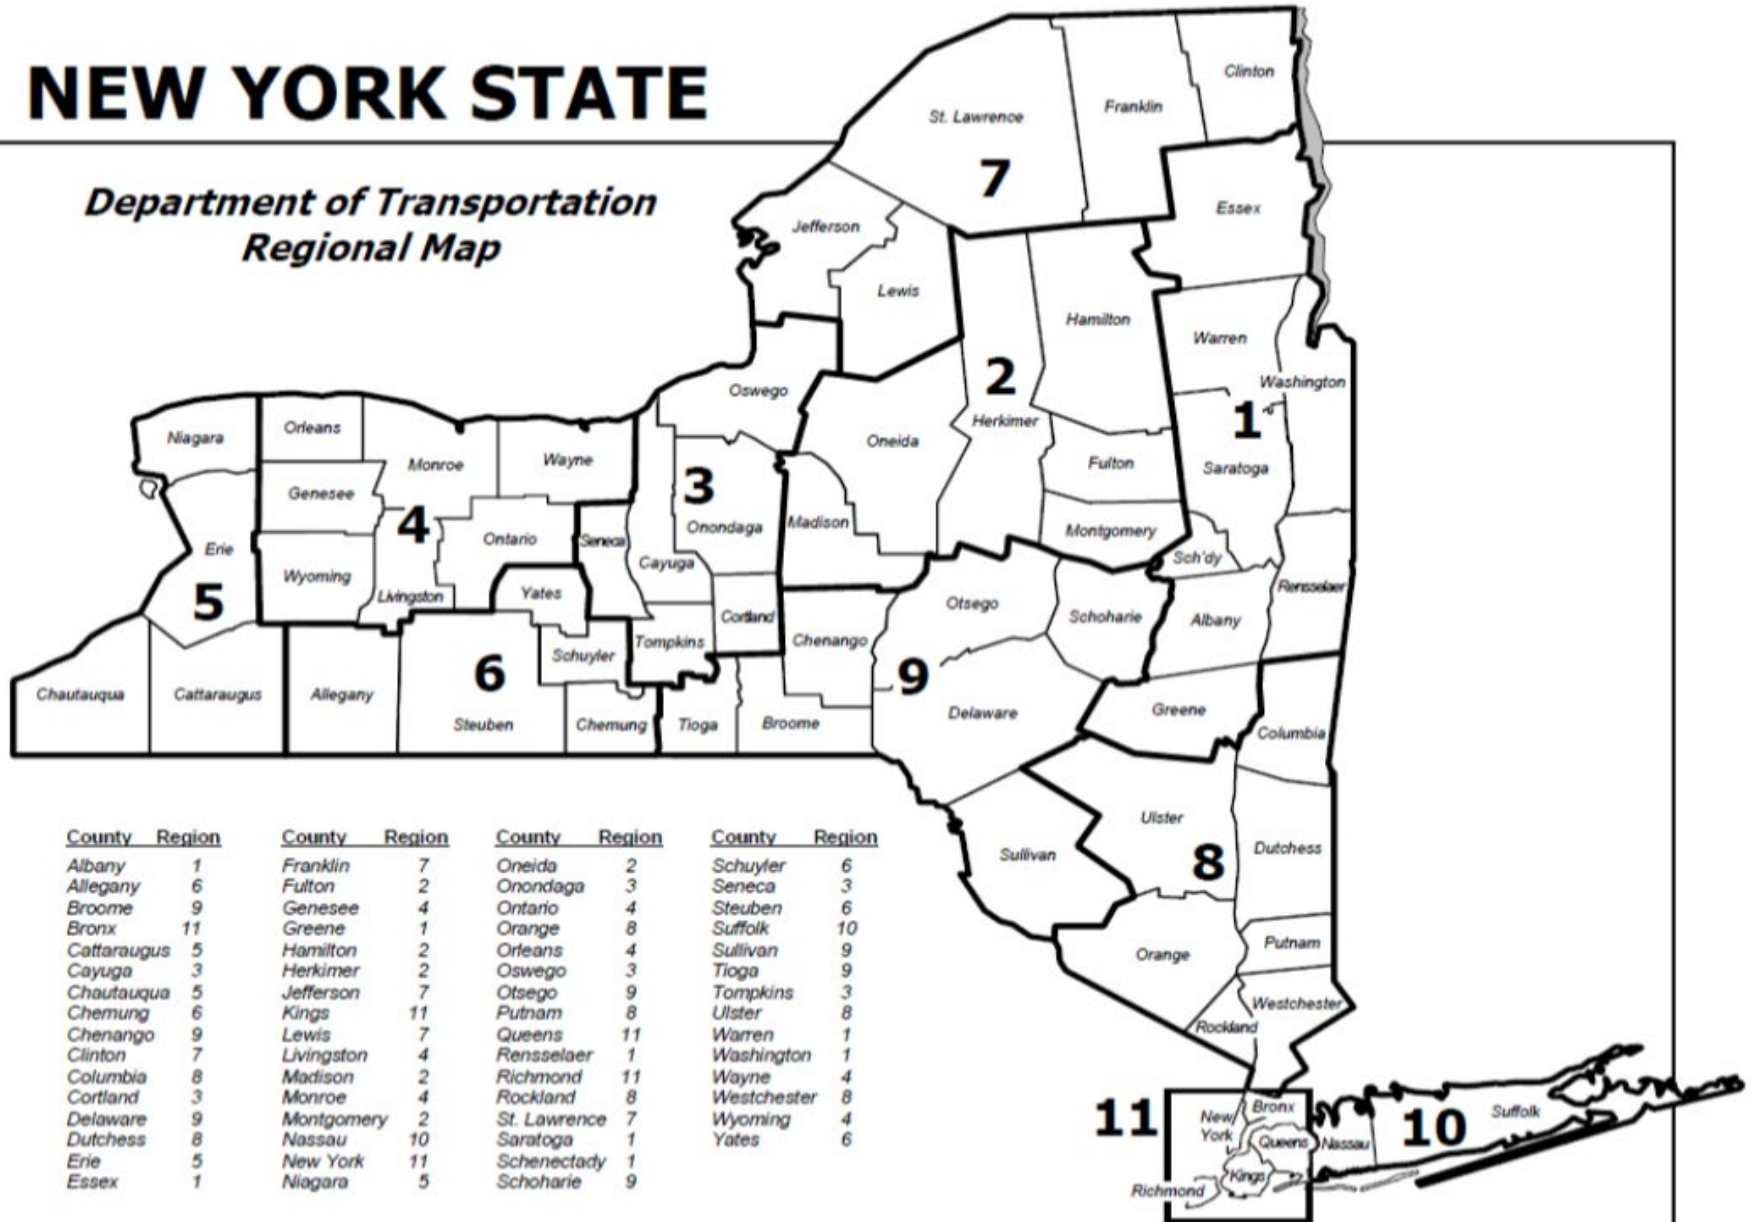 NEW YORK STATE
Department of Transportation
Regional Map
Clinton
Franklin
St. Lawrence
7
Essex
Jefferson
Lewis
Hamilton
Warren
2
Washington
Oswego
1
Herkimer
Niagara
Orleans
Oneida
Monroe
Wayne
Fulton
Saratoga
3
Genesee
4
Onondaga
Madison
Montgomery
Erie
Ontario
Seneca
Sch'dy
Cayuga
Wyoming
Rensselaer
5
Livingston
Yates
Otsego
Cortland
Schoharie
Albany
Tompkins
Chenango
Schuyler
6
9
Chautauqua
Cattaraugus
Allegany
Greene
Delaware
Steuben
Chemung
Tioga
Broome
Columbia
Ulster
Sullivan
8
Dutchess
Orange
Putnam
Westchester
Rockland
11
New
York
Bronx
Queens
Nassau
10
Suffolk
Kings
Richmond
County Region
Albany 1
Allegany 6
Broome 9
Bronx 11
Cattaraugus 5
Cayuga 3
Chautauqua 5
Chemung 6
Chenango 9
Clinton 7
Columbia 8
Cortland 3
Delaware 9
Dutchess 8
Erie 5
Essex 1
County Region
Franklin 7
Fulton 2
Genesee 4
Greene 1
Hamilton 2
Herkimer 2
Jefferson 7
Kings 11
Lewis 7
Livingston 4
Madison 2
Monroe 4
Montgomery 2
Nassau 10
New York 11
Niagara 5
County Region
Oneida 2
Onondaga 3
Ontario 4
Orange 8
Orleans 4
Oswego 3
Otsego 9
Putnam 8
Queens 11
Rensselaer 1
Richmond 11
Rockland 8
St. Lawrence 7
Saratoga 1
Schenectady 1
Schoharie 9
County Region
Schuyler 6
Seneca 3
Steuben 6
Suffolk 10
Sullivan 9
Tioga 9
Tompkins 3
Ulster 8
Warren 1
Washington 1
Wayne 4
Westchester 8
Wyoming 4
Yates 6